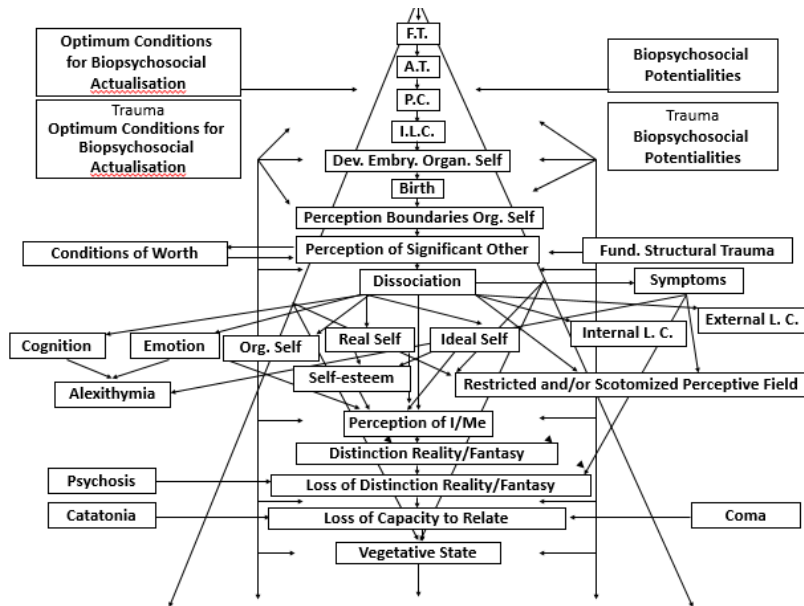 F.T.
Optimum Conditions
for Biopsychosocial
Actualisation
A.T.
Biopsychosocial
Potentialities
P.C.
Trauma
Optimum Conditions for
Biopsychosocial
Actualisation
I.L.C.
Trauma
Biopsychosocial
Potentialities
Dev. Embry. Organ. Self
Birth
Perception Boundaries Org. Self
Conditions of Worth
Perception of Significant Other
Fund. Structural Trauma
Dissociation
Symptoms
Cognition
Emotion
Org. Self
Real Self
Ideal Self
Internal L. C.
External L. C.
Alexithymia
Self-esteem
Restricted and/or Scotomized Perceptive Field
Perception of I/Me
Distinction Reality/Fantasy
Psychosis
Loss of Distinction Reality/Fantasy
Catatonia
Loss of Capacity to Relate
Coma
Vegetative State